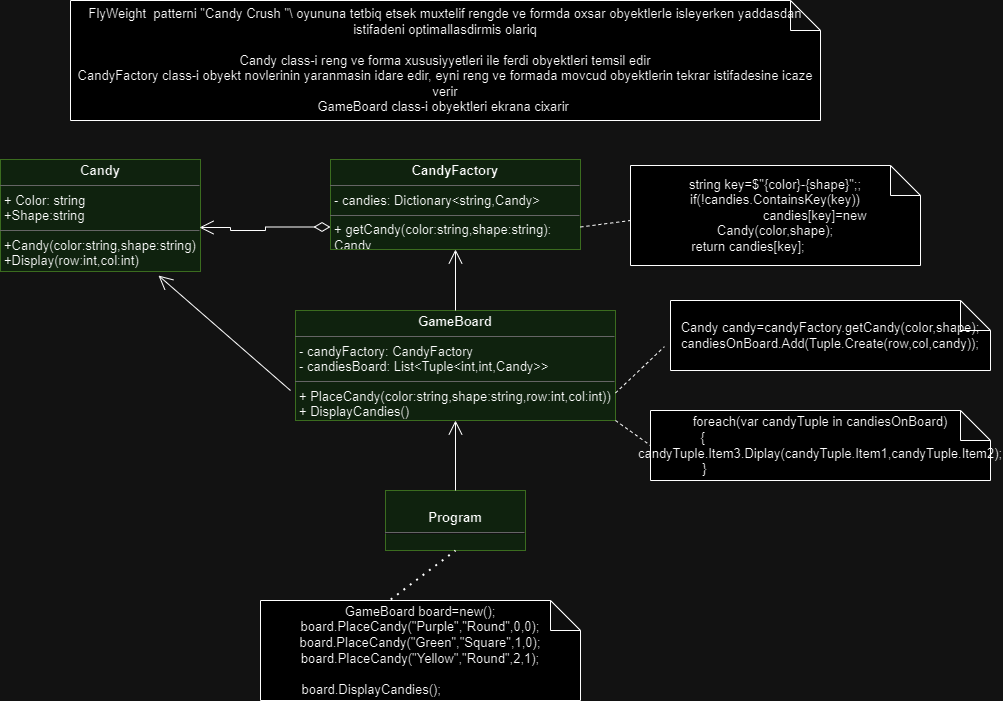 FlyWeight patterni "Candy Crush "\ oyununa tetbiq etsek muxtelif rengde ve formda oxsar obyektlerle isleyerken yaddasdan
istifadeni optimallasdirmis olariq
Candy class-i reng ve forma xususiyyetleri ile ferdi obyektleri temsil edir
CandyFactory class-i obyekt novlerinin yaranmasin idare edir, eyni reng ve formada movcud obyektlerin tekrar istifadesine icaze
verir
GameBoard class-i obyektleri ekrana cixarir
Candy
+ Color: string
+Shape:string
+Candy(color:string,shape:string)
+Display(row:int,col:int)
CandyFactory
- candies: Dictionary<string,Candy>
+ getCandy(color:string,shape:string):
Candy
string key=$"{color}-{shape}";;
if(!candies.ContainsKey(key))
candies[key]=new
Candy(color,shape);
return candies[key];
GameBoard
- candyFactory: CandyFactory
- candiesBoard: List<Tuple<int,int,Candy>>
+ PlaceCandy(color:string,shape:string,row:int,col:int))
+ DisplayCandies()
Candy candy=candyFactory.getCandy(color,shape);
candiesOnBoard.Add(Tuple.Create(row,col,candy));
foreach(var candyTuple in candiesOnBoard)
{
candyTuple.Item3.Diplay(candyTuple.Item1,candyTuple.Item2);
}
Program
GameBoard board=new();
board.PlaceCandy("Purple","Round",0,0);
board.PlaceCandy("Green","Square",1,0);
board.PlaceCandy("Yellow","Round",2,1);
board.DisplayCandies();